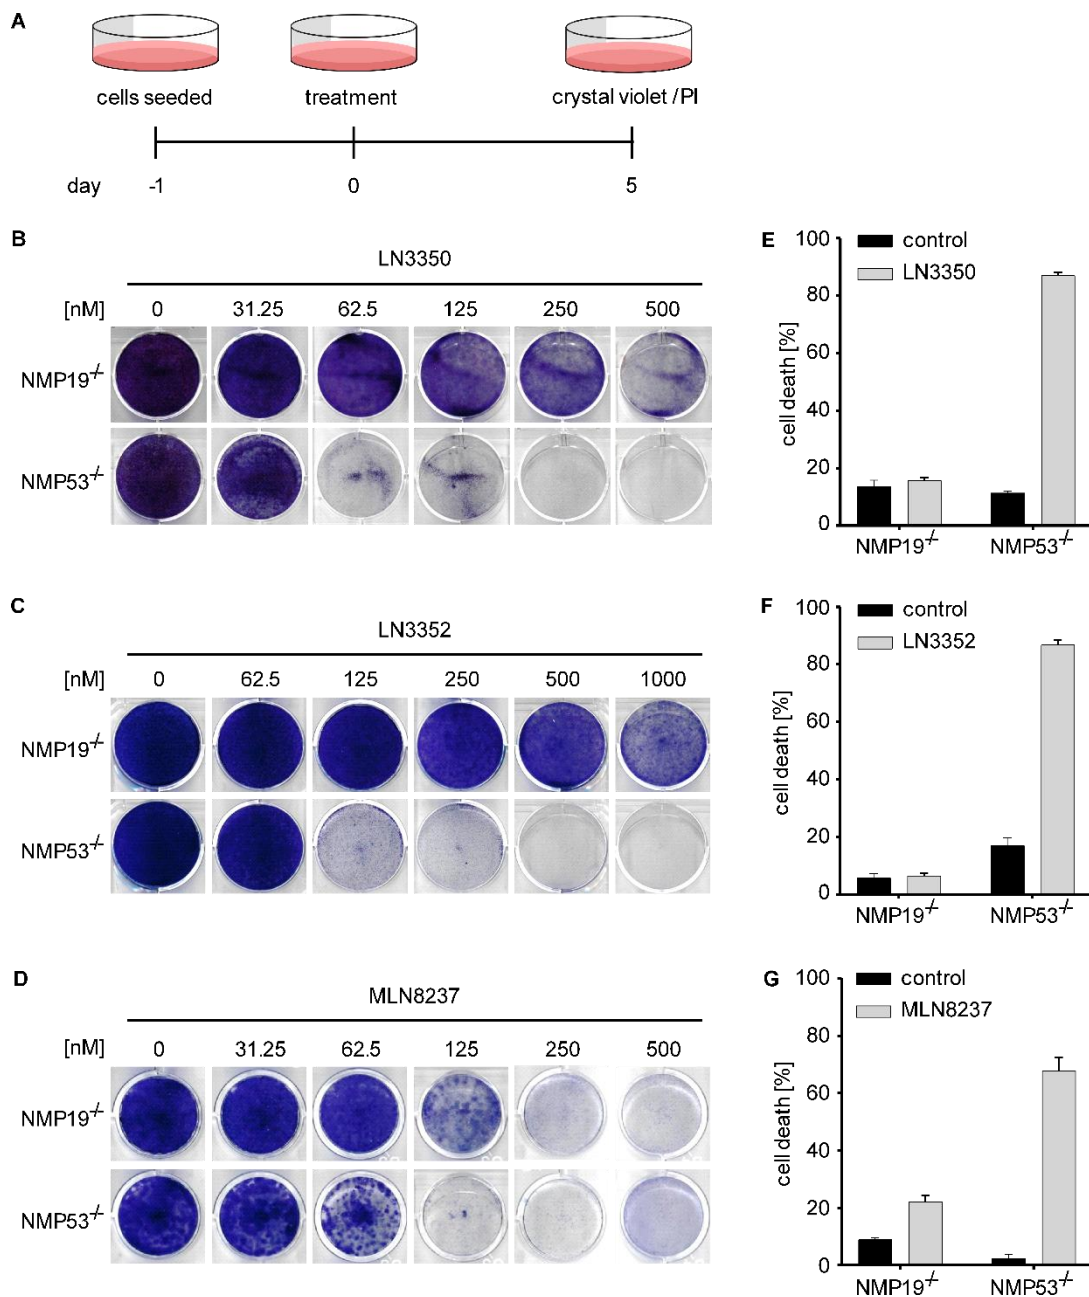 A
cells seeded
treatment
crystal violet /PI
day
-1
0
5
B
LN3350
[nM] 0 31.25 62.5 125 250 500
NMP19-/-
NMP53-/-
E
control
LN3350
cell death [%]
100
80
60
40
20
0
NMP19-/- NMP53-/-
C
LN3352
[nM] 0 62.5 125 250 500 1000
NMP19-/-
NMP53-/-
F
control
LN3352
cell death [%]
100
80
60
40
20
0
NMP19-/- NMP53-/-
D
MLN8237
[nM] 0 31.25 62.5 125 250 500
NMP19-/-
NMP53-/-
G
control
MLN8237
cell death [%]
100
80
60
40
20
0
NMP19-/- NMP53-/-